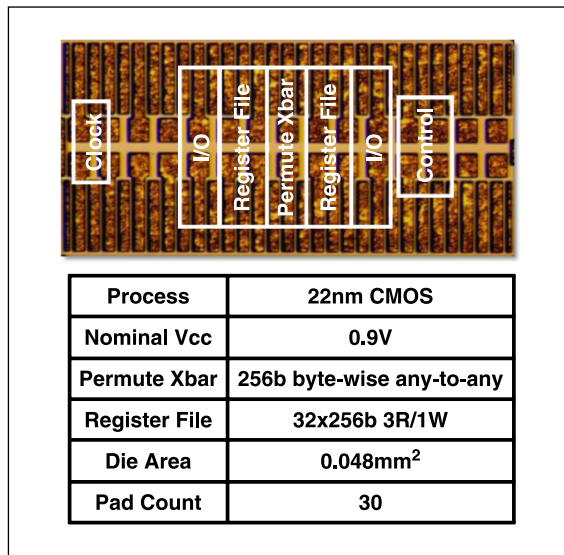 Clock
I/O
Register File
Permute Xbar
Register File
I/O
Control
Process 22nm CMOS
Nominal Vcc 0.9V
Permute Xbar 256b byte-wise any-to-any
Register File 32x256b 3R/1W
Die Area 0.048mm²
Pad Count 30